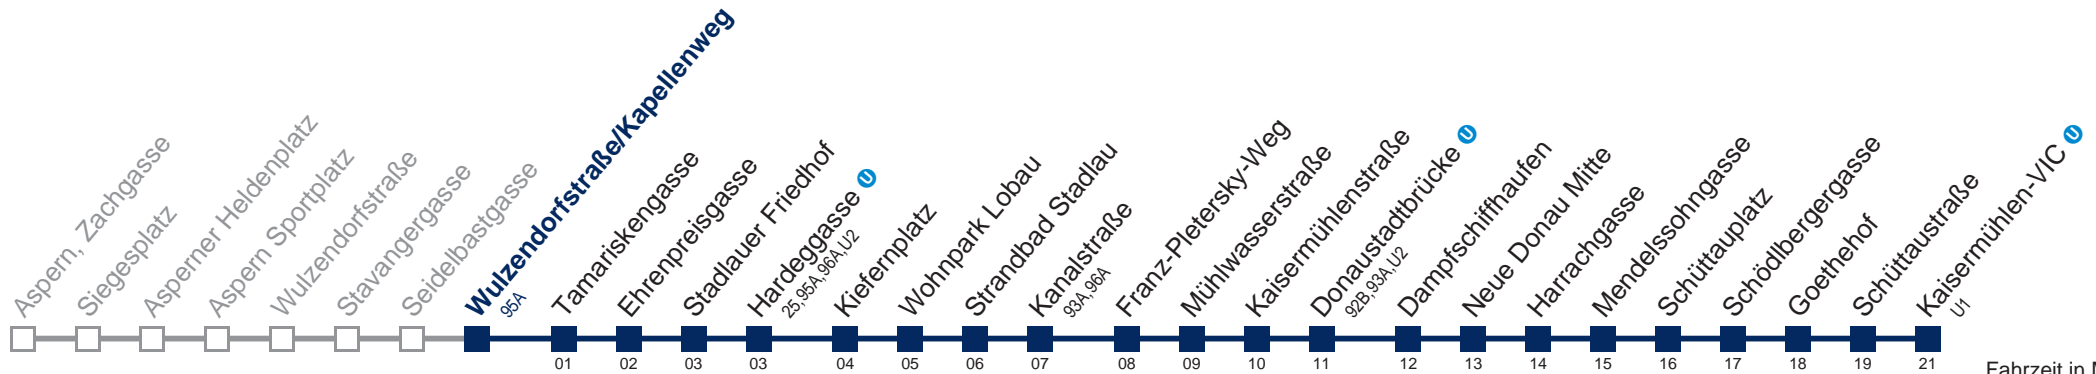 Aspern, Zachgasse
Siegesplatz
Asperner Heldenplatz
Aspern Sportplatz
Wulzendorfstraße
Stavangergasse
Seidelbastgasse
Wulzendorfstraße/Kapellenweg
95A
Tamariskengasse
Ehrenpreisgasse
Stadlauer Friedhof
Hardeggasse U
25,95A,96A,U2
Kiefernplatz
Wohnpark Lobau
Strandbad Stadlau
Kanalstraße
93A,96A
Franz-Pletersky-Weg
Mühlwasserstraße
Kaisermühlenstraße
Donaustadtbrücke U
92B,93A,U2
Dampfschiffhaufen
Neue Donau Mitte
Harrachgasse
Mendelssohngasse
Schüttauplatz
Schödlbergergasse
Goethehof
Schüttaustraße
Kaisermühlen-VIC U
U1
01 02 03 03 04 05 06 07 08 09 10 11 12 13 14 15 16 17 18 19 21
Fahrzeit in